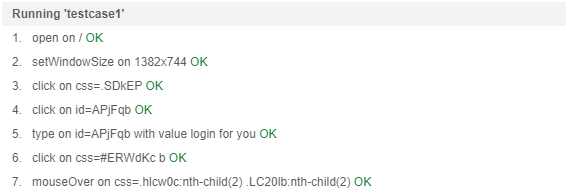 Running 'testcase1'
1. open on / OK
2. setWindowSize on 1382x744 OK
3. click on css=.SDkEP OK
4. click on id=APjFqb OK
5. type on id=APjFqb with value login for you OK
6. click on css=#ERWdKc b OK
7. mouseOver on css=.hlcw0c:nth-child(2) .LC20lb:nth-child(2) OK